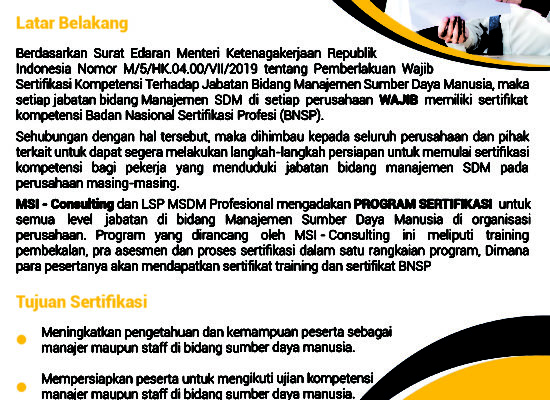 Latar Belakang
Berdasarkan Surat Edaran Menteri Ketenagakerjaan Republik
Indonesia Nomor M/5/HK.04.00/VII/2019 tentang Pemberlakuan Wajib
Sertifikasi Kompetensi Terhadap Jabatan Bidang Manajemen Sumber Daya Manusia, maka
setiap jabatan bidang Manajemen SDM di setiap perusahaan WAJIB memiliki sertifikat
kompetensi Badan Nasional Sertifikasi Profesi (BNSP).
Sehubungan dengan hal tersebut, maka dihimbau kepada seluruh perusahaan dan pihak
terkait untuk dapat segera melakukan langkah-langkah persiapan untuk memulai sertifikasi
kompetensi bagi pekerja yang menduduki jabatan bidang manajemen SDM pada
perusahaan masing-masing.
MSI - Consulting dan LSP MSDM Profesional mengadakan PROGRAM SERTIFIKASI untuk
semua level jabatan di bidang Manajemen Sumber Daya Manusia di organisasi
perusahaan. Program yang dirancang oleh MSI - Consulting ini meliputi training
pembekalan, pra asesmen dan proses sertifikasi dalam satu rangkaian program, Dimana
para pesertanya akan mendapatkan sertifikat training dan sertifikat BNSP
Tujuan Sertifikasi
Meningkatkan pengetahuan dan kemampuan peserta sebagai
manajer maupun staff di bidang sumber daya manusia.
Mempersiapkan peserta untuk mengikuti ujian kompetensi
manajer maupun staff di bidang sumber daya manusia.